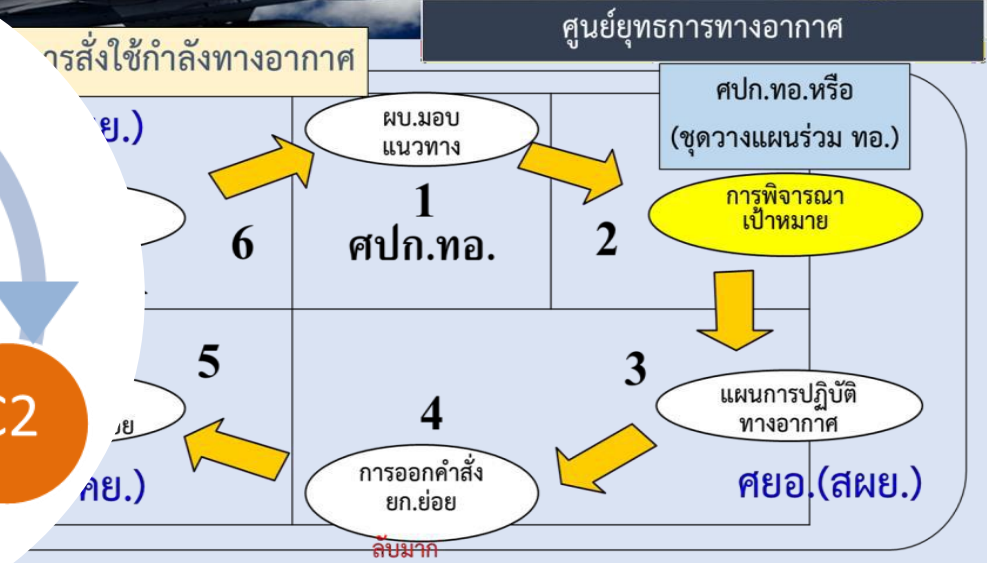 ศูนย์ยุทธการทางอากาศ
รสั่งใช้กำลังทางอากาศ
ศปก.ทอ.หรือ
(ชุดวางแผนร่วม ทอ.)
ย.)
ผบ.มอบ
แนวทาง
1
ศปก.ทอ.
2
การพิจารณา
เป้าหมาย
6
5
3
แผนการปฏิบัติ
ทางอากาศ
4
การออกคำสั่ง
ยก.ย่อย
ศยอ.(สผย.)
ย.)
ลับมาก